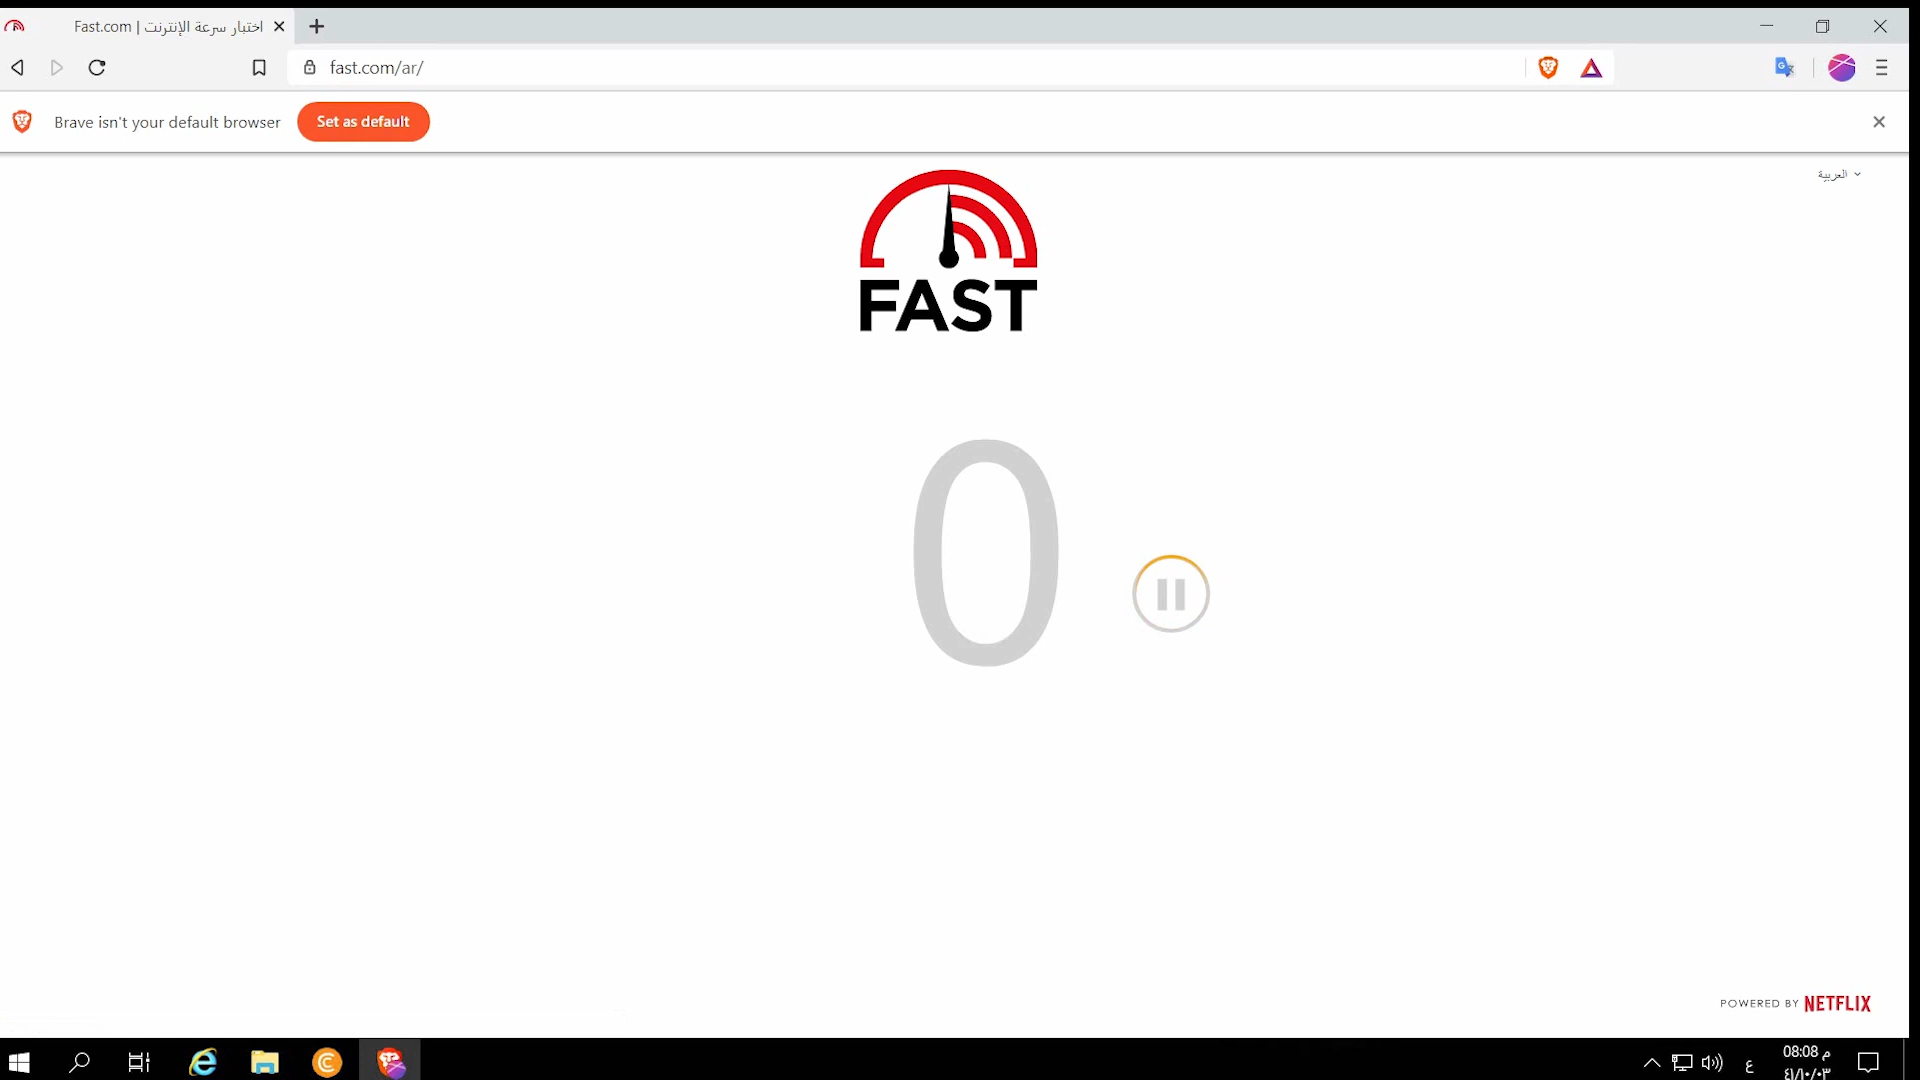 Fast.com | اختبار سرعة الإنترنت
fast.com/ar/
Brave isn't your default browser
Set as default
العربية
FAST
0
POWERED BY NETFLIX
ع
08:08 م